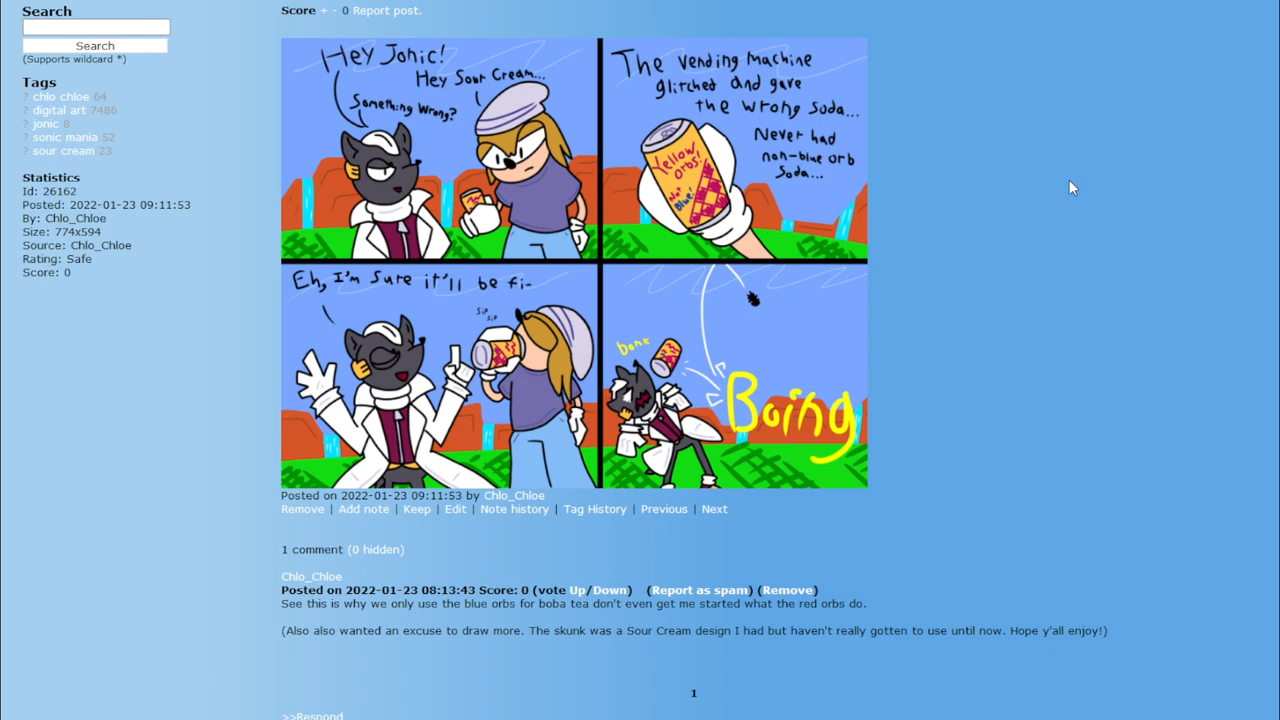 Search
Search
(Supports wildcard *)
Tags
? chlo chloe 64
? digital art 7486
? jonic 8
? sonic mania 52
? sour cream 23
Statistics
Id: 26162
Posted: 2022-01-23 09:11:53
By: Chlo_Chloe
Size: 774x594
Source: Chlo_Chloe
Rating: Safe
Score: 0
Score + - 0 Report post.
Hey Jonic!
Hey Sour Cream...
Something Wrong?
The vending machine
glitched and gave
the wrong soda...
Never had
non-blue orb
Soda...
Yellow
Orbs!
Not
Blue!
Eh, I'm sure it'll be fi-
sip
sip
bonk
Boing
Posted on 2022-01-23 09:11:53 by Chlo_Chloe
Remove | Add note | Keep | Edit | Note history | Tag History | Previous | Next
1 comment (0 hidden)
Chlo_Chloe
Posted on 2022-01-23 08:13:43 Score: 0 (vote Up/Down) (Report as spam) (Remove)
See this is why we only use the blue orbs for boba tea don't even get me started what the red orbs do.
(Also also wanted an excuse to draw more. The skunk was a Sour Cream design I had but haven't really gotten to use until now. Hope y'all enjoy!)
1
>>Respond